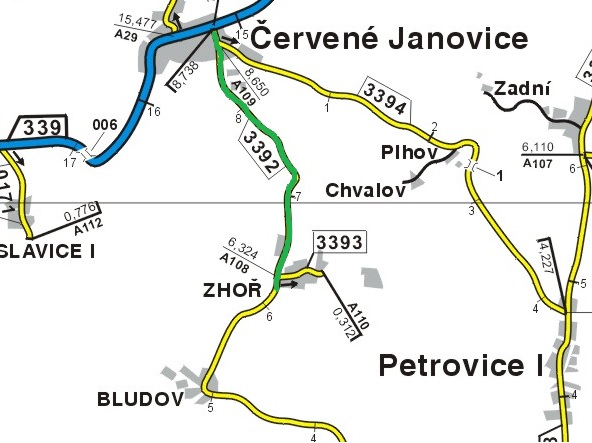 15,477
A29
15
Červené Janovice
8,738
8,650
A109
8
3394
Zadní
1
2
339
006
16
3392
Plhov
6,110
A107
6
17
1
Chvalov
7
3
0171
0,776
A112
SLAVICE I
3393
6,324
A108
4,227
ZHOŘ
A110
0,312
6
5
4
Petrovice I
BLUDOV
5
4
4